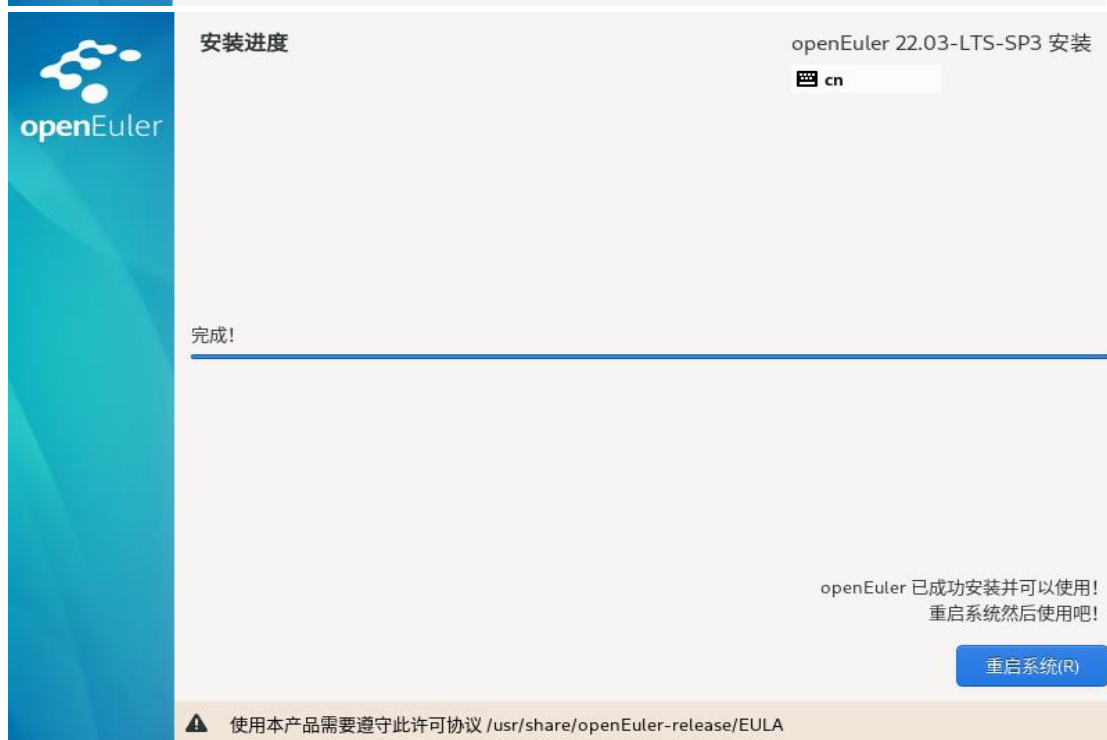 安装进度
openEuler 22.03-LTS-SP3 安装
cn
openEuler
完成!
openEuler 已成功安装并可以使用!
重启系统然后使用吧!
重启系统(R)
使用本产品需要遵守此许可协议 /usr/share/openEuler-release/EULA